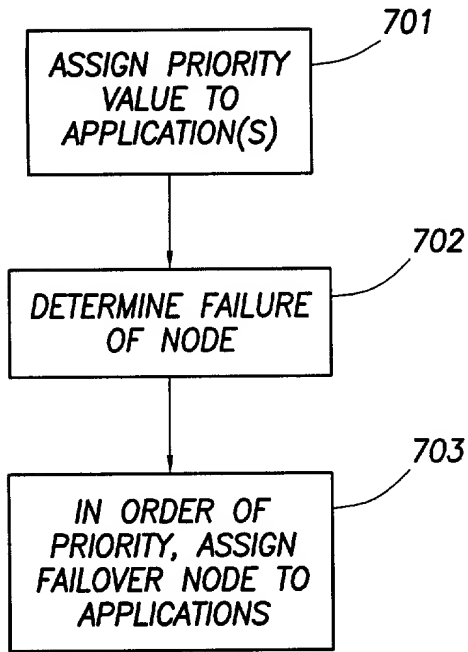 701
ASSIGN PRIORITY
VALUE TO
APPLICATION(S)
702
DETERMINE FAILURE
OF NODE
703
IN ORDER OF
PRIORITY, ASSIGN
FAILOVER NODE TO
APPLICATIONS